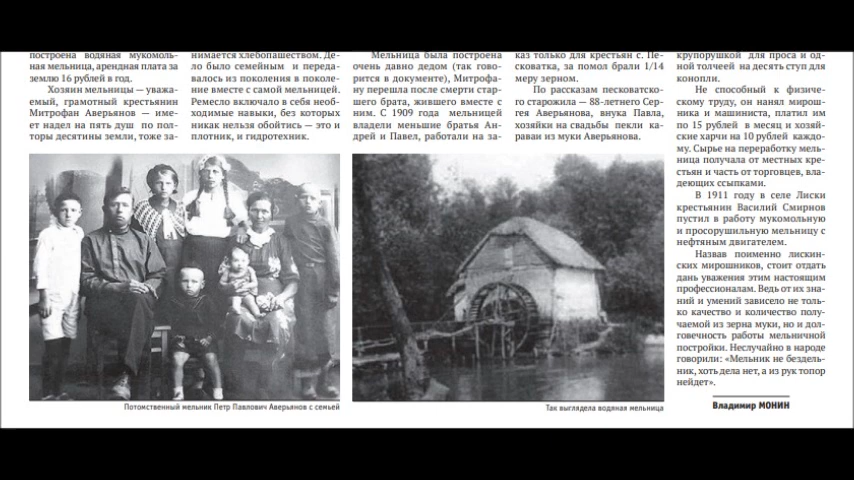 построена водяная мукомоль-
ная мельница, арендная плата за
землю 16 рублей в год.
Хозяин мельницы — уважа-
емый, грамотный крестьянин
Митрофан Аверьянов — име-
ет надел на пять душ по пол-
торы десятины земли, тоже за-
нимается хлебопашеством. Де-
ло было семейным и переда-
валось из поколения в поколе-
ние вместе с самой мельницей.
Ремесло включало в себя необ-
ходимые навыки, без которых
никак нельзя обойтись — это и
плотник, и гидротехник.
Мельница была построена
очень давно дедом (так гово-
рится в документе), Митрофа-
ну перешла после смерти стар-
шего брата, жившего вместе с
ним. С 1909 года мельницей
владели меньшие братья Ан-
дрей и Павел, работали на за-
каз только для крестьян с. Пе-
сковатка, за помол брали 1/14
меру зерном.
По рассказам песковатско-
го старожила — 88-летнего Сер-
гея Аверьянова, внука Павла,
хозяйки на свадьбы пекли ка-
раваи из муки Аверьянова.
крупорушкой для проса и од-
ной толчеей на десять ступ для
конопли.
Не способный к физиче-
скому труду, он нанял мирош-
ника и машиниста, платил им
по 15 рублей в месяц и хозяй-
ские харчи на 10 рублей каждо-
му. Сырье на переработку мель-
ница получала от местных кре-
стьян и часть от торговцев, вла-
деющих ссыпками.
В 1911 году в селе Лиски
крестьянин Василий Смирнов
пустил в работу мукомольную
и просорушильную мельницу с
нефтяным двигателем.
Назвав поименно лискин-
ских мирошников, стоит отдать
дань уважения этим настоящим
профессионалам. Ведь от их зна-
ний и умений зависело не толь-
ко качество и количество полу-
чаемой из зерна муки, но и дол-
говечность работы мельничной
постройки. Неслучайно в народе
говорили: «Мельник не бездель-
ник, хоть дела нет, а из рук топор
нейдет».
Владимир МОНИН
Потомственный мельник Петр Павлович Аверьянов с семьей
Так выглядела водяная мельница